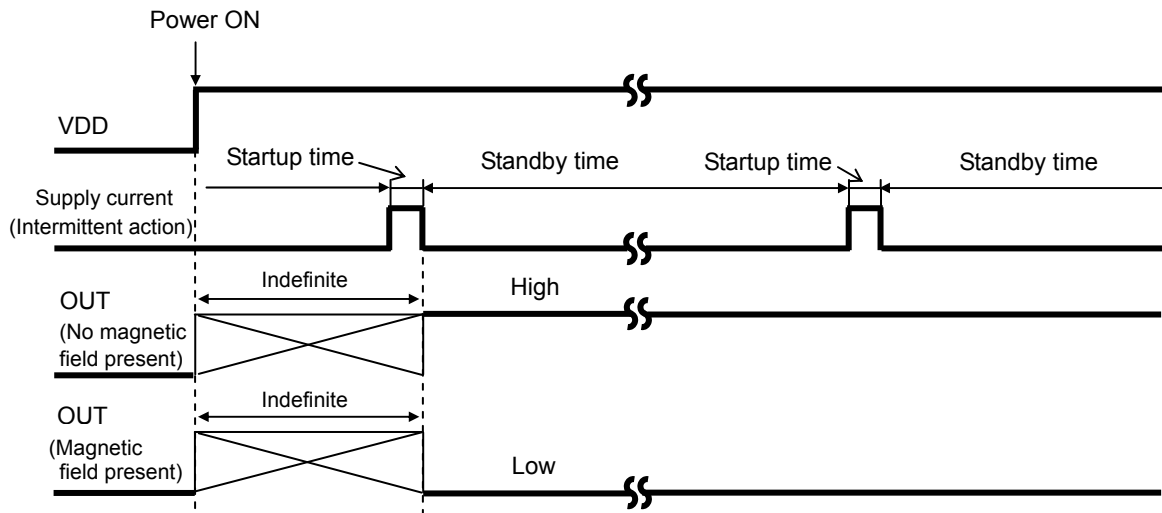 Power ON
VDD
Startup time
Standby time
Startup time
Standby time
Supply current
(Intermittent action)
Indefinite
High
OUT
(No magnetic
field present)
Indefinite
OUT
(Magnetic
field present)
Low